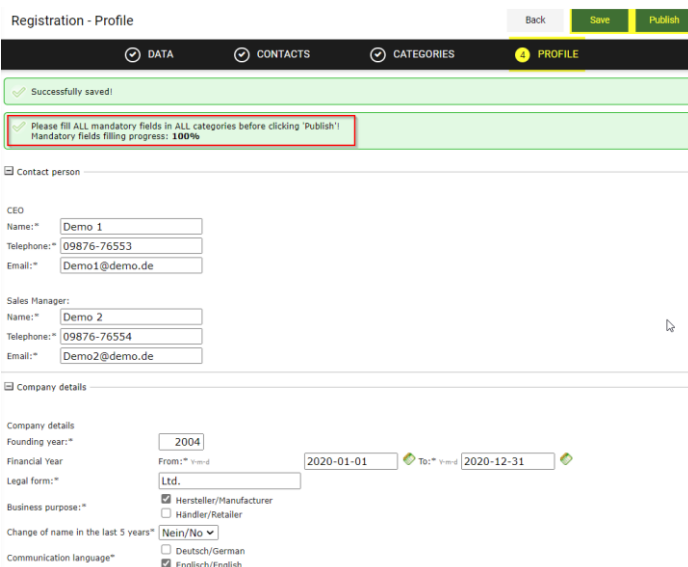 Registration - Profile
Back
Save
Publish
DATA
CONTACTS
CATEGORIES
4 PROFILE
Successfully saved!
Please fill ALL mandatory fields in ALL categories before clicking 'Publish'!
Mandatory fields filling progress: 100%
Contact person
CEO
Name:* Demo 1
Telephone:* 09876-76553
Email:* Demo1@demo.de
Sales Manager:
Name:* Demo 2
Telephone:* 09876-76554
Email:* Demo2@demo.de
Company details
Company details
Founding year:* 2004
Financial Year From:* Y-m-d 2020-01-01 To:* Y-m-d 2020-12-31
Legal form:* Ltd.
Business purpose:*
Hersteller/Manufacturer
Händler/Retailer
Change of name in the last 5 years* Nein/No
Communication language*
Deutsch/German
Englisch/English